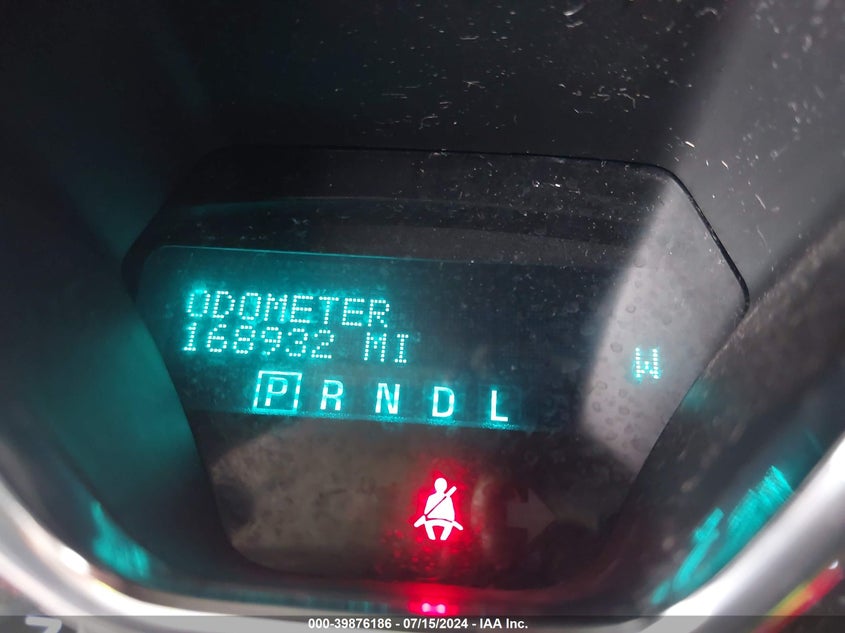 ODOMETER
168932 MI
W
P R N D L
000-39876186 - 07/15/2024 - IAA Inc.